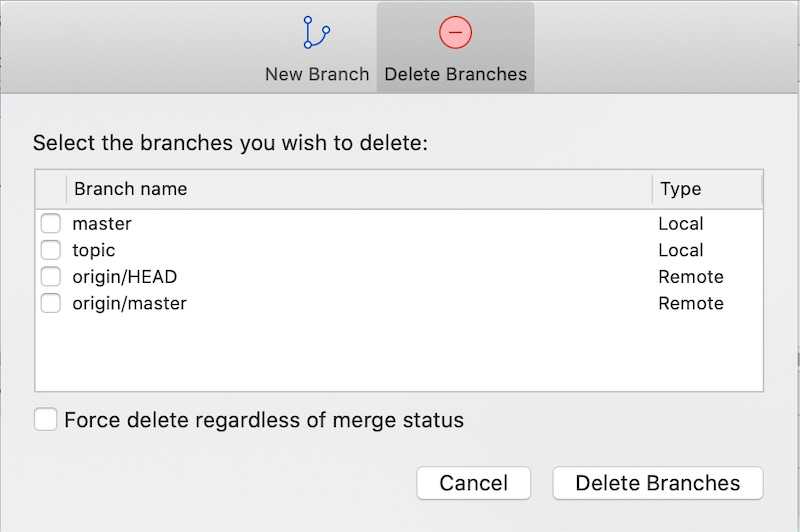 New Branch Delete Branches
Select the branches you wish to delete:
Branch name Type
master Local
topic Local
origin/HEAD Remote
origin/master Remote
Force delete regardless of merge status
Cancel Delete Branches